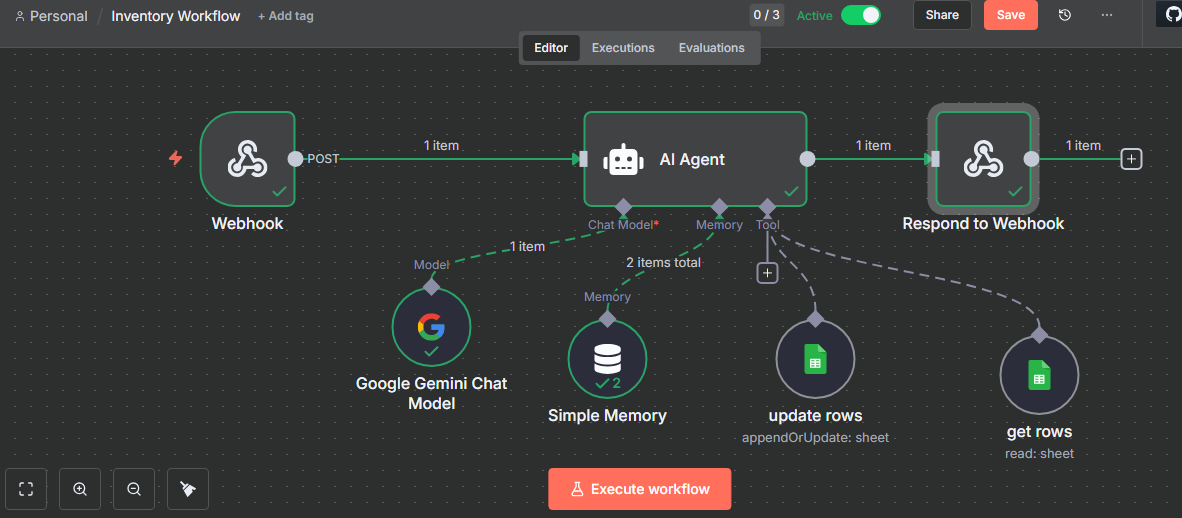 Personal / Inventory Workflow + Add tag 0 / 3 Active Share Save
Editor Executions Evaluations
POST 1 item AI Agent 1 item 1 item
Webhook Chat Model* Memory Tool Respond to Webhook
1 item
Model 2 items total
Memory
2
Google Gemini Chat
Model
Simple Memory update rows
appendOrUpdate: sheet
get rows
read: sheet
Execute workflow